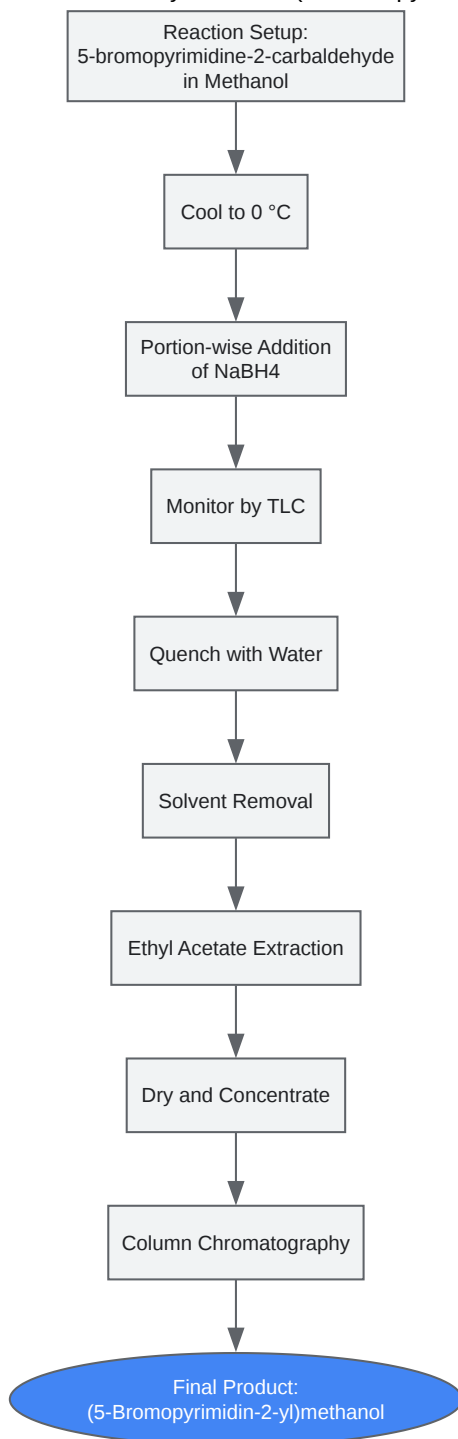 Reaction Setup:
5-bromopyrimidine-2-carbaldehyde
in Methanol
Cool to 0 °C
Portion-wise Addition
of NaBH4
Monitor by TLC
Quench with Water
Solvent Removal
Ethyl Acetate Extraction
Dry and Concentrate
Column Chromatography
Final Product:
(5-Bromopyrimidin-2-yl)methanol